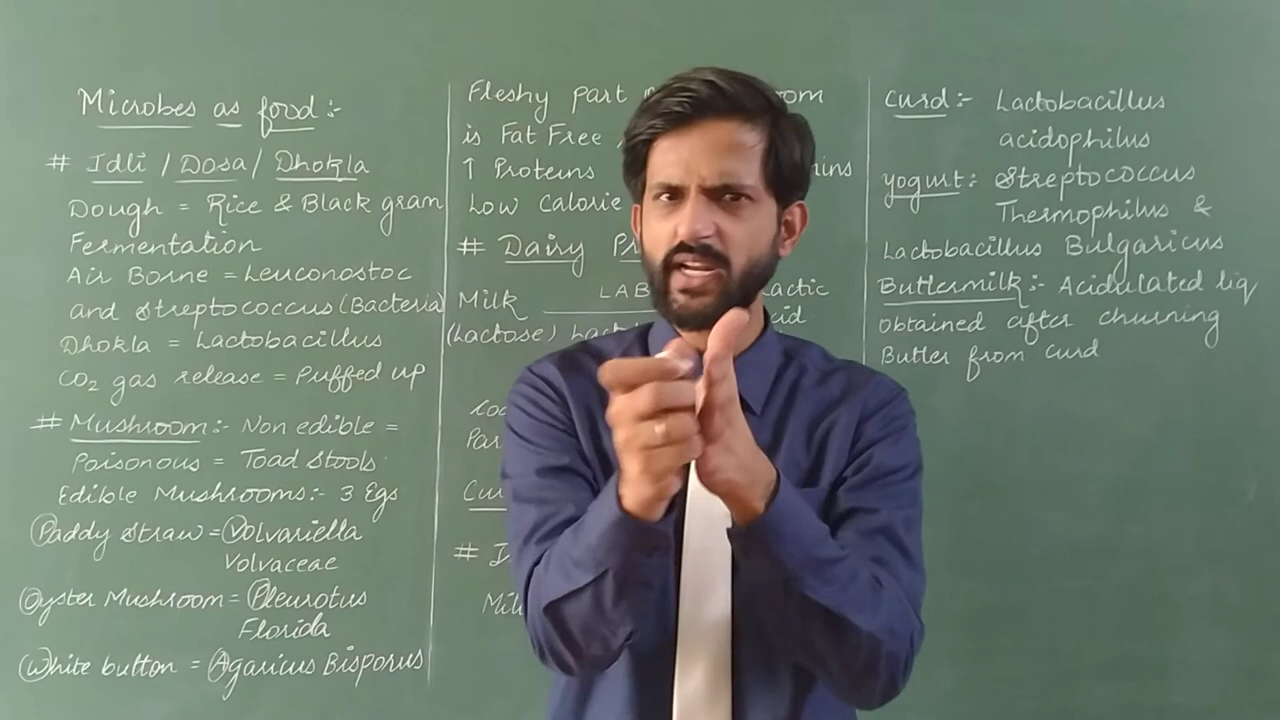 Microbes as food :-
# Idli / Dosa / Dhokla
Dough = Rice & Black gram
Fermentation
Air Borne = Leuconostoc
and Streptococcus (Bacteria)
Dhokla = Lactobacillus
CO2 gas release = Puffed up
# Mushroom :- Non edible =
Poisonous = Toad Stools
Edible Mushrooms :- 3 Egs
Paddy Straw = Volvariella
Volvaceae
Oyster Mushroom = Pleurotus
Florida
White button = Agaricus Bisporus
Fleshy Part
is Fat Free,
↑ Proteins
Low Calorie
# Dairy
Milk LAB Lactic
(Lactose)
Mil
Curd :- Lactobacillus
acidophilus
yogurt : Streptococcus
Thermophilus &
Lactobacillus Bulgaricus
Buttermilk :- Acidulated liq
Obtained after churning
Butter from curd